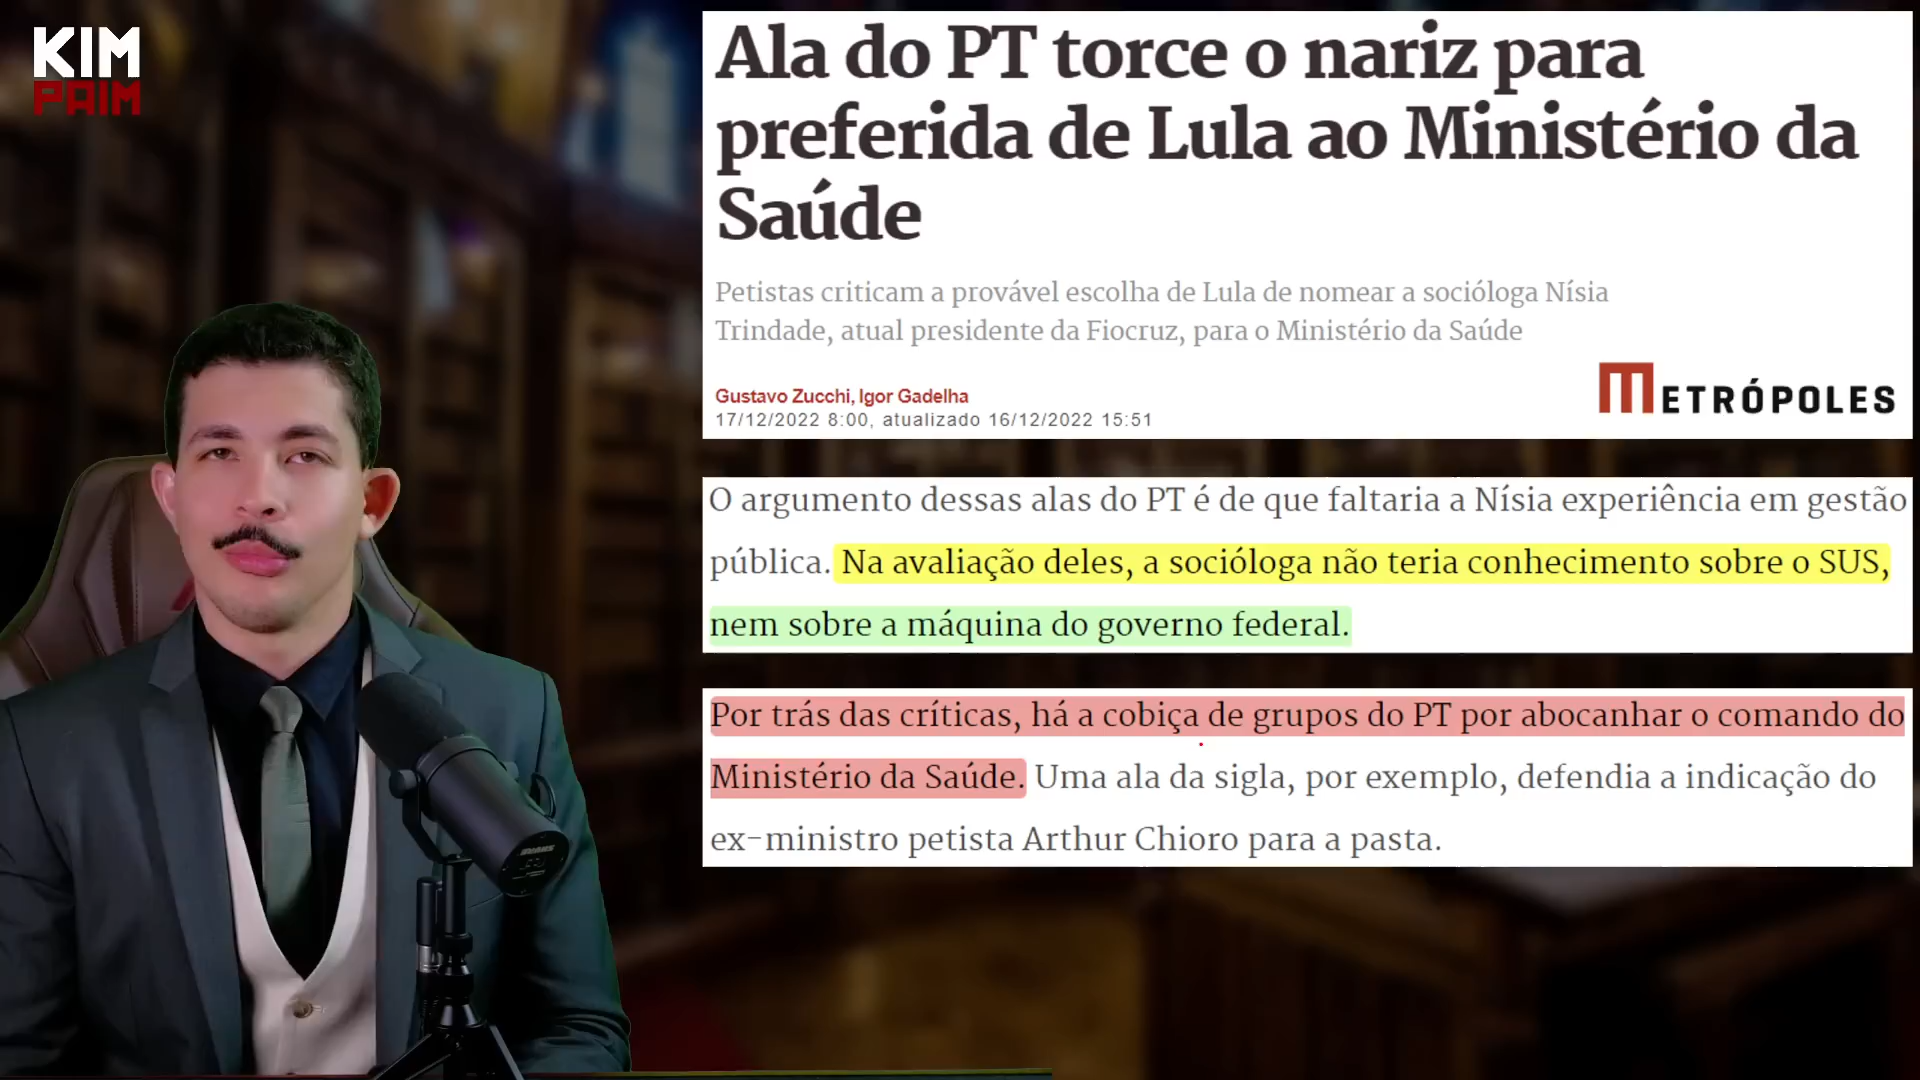 KIM
PAIM
Ala do PT torce o nariz para
preferida de Lula ao Ministério da
Saúde
Petistas criticam a provável escolha de Lula de nomear a socióloga Nísia
Trindade, atual presidente da Fiocruz, para o Ministério da Saúde
Gustavo Zucchi, Igor Gadelha
17/12/2022 8:00, atualizado 16/12/2022 15:51
METRÓPOLES
O argumento dessas alas do PT é de que faltaria a Nísia experiência em gestão
pública. Na avaliação deles, a socióloga não teria conhecimento sobre o SUS,
nem sobre a máquina do governo federal.
Por trás das críticas, há a cobiça de grupos do PT por abocanhar o comando do
Ministério da Saúde. Uma ala da sigla, por exemplo, defendia a indicação do
ex-ministro petista Arthur Chioro para a pasta.